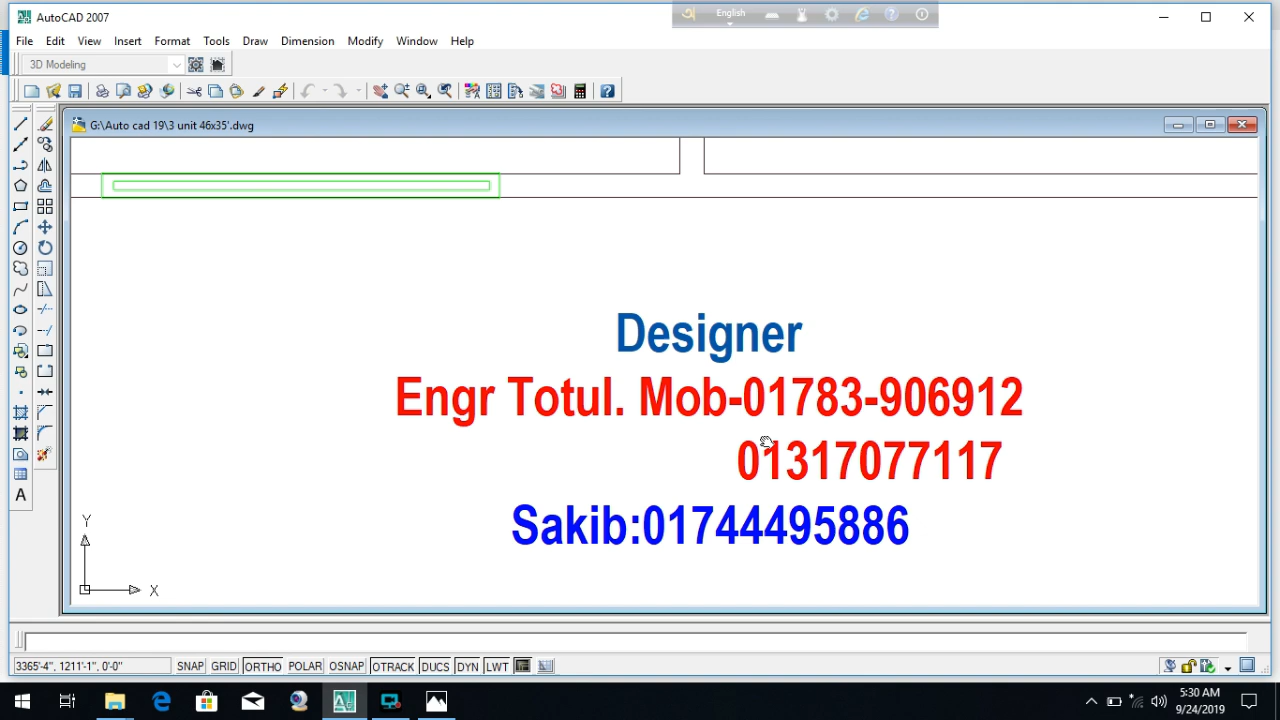 AutoCAD 2007
English
File Edit View Insert Format Tools Draw Dimension Modify Window Help
3D Modeling
G:\Auto cad 19\3 unit 46x35'.dwg
Designer
Engr Totul. Mob-01783-906912
01317077117
Sakib:01744495886
Y
X
3365'-4", 1211'-1", 0'-0" SNAP GRID ORTHO POLAR OSNAP OTRACK DUCS DYN LWT
5:30 AM
9/24/2019